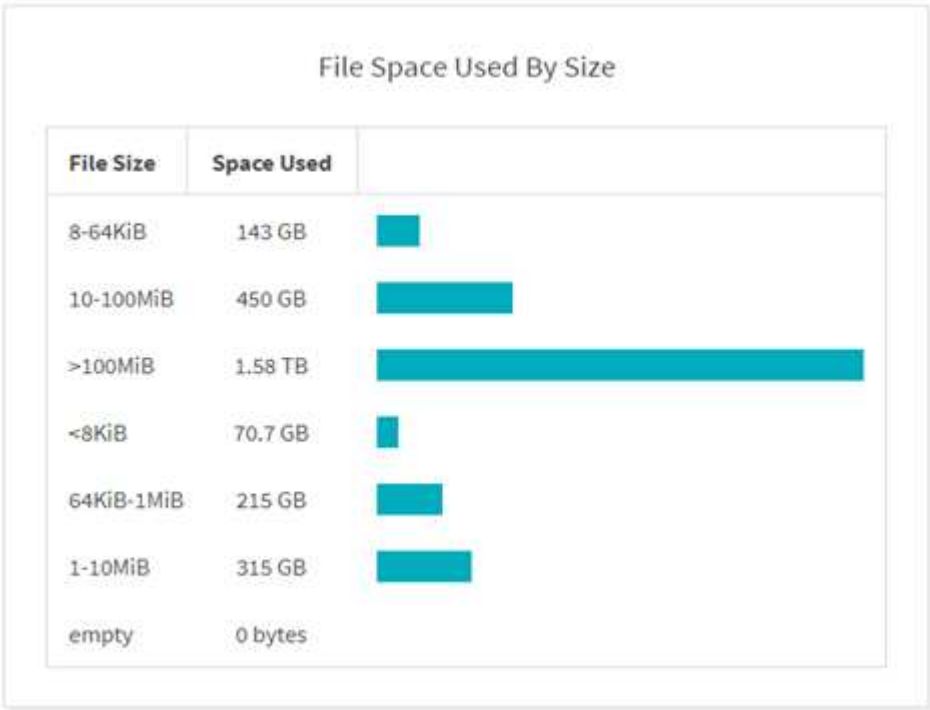 File Space Used By Size
File Size Space Used
8-64KiB 143 GB
10-100MiB 450 GB
>100MiB 1.58 TB
<8KiB 70.7 GB
64KiB-1MiB 215 GB
1-10MiB 315 GB
empty 0 bytes